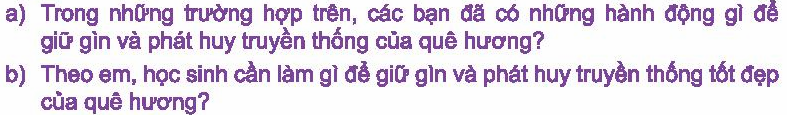 a) Trong những trường hợp trên, các bạn đã có những hành động gì để
giữ gìn và phát huy truyền thống của quê hương?
b) Theo em, học sinh cần làm gì để giữ gìn và phát huy truyền thống tốt đẹp
của quê hương?